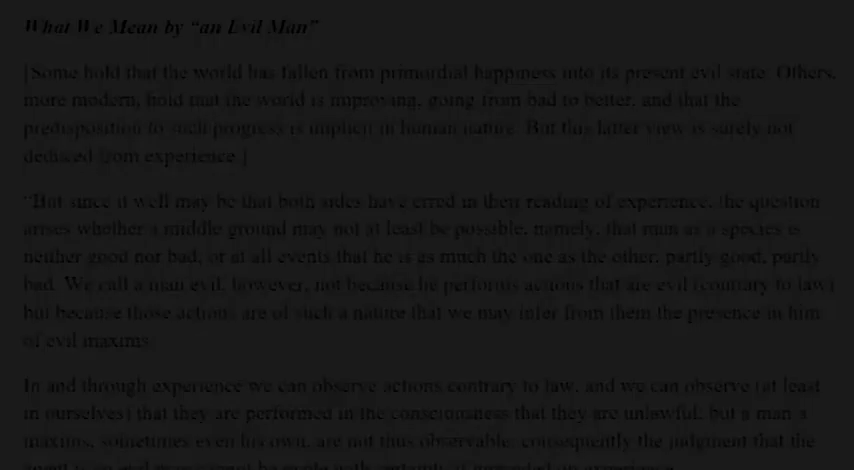 What We Mean by “an Evil Man”
[Some hold that the world has fallen from primordial happiness into its present evil state. Others,
more modern, hold that the world is improving, going from bad to better, and that the
predisposition to such progress is implicit in human nature. But this latter view is surely not
deduced from experience.]
“But since it well may be that both sides have erred in their reading of experience, the question
arises whether a middle ground may not at least be possible, namely, that man as a species is
neither good nor bad, or at all events that he is as much the one as the other, partly good, partly
bad. We call a man evil, however, not because he performs actions that are evil (contrary to law)
but because these actions are of such a nature that we may infer from them the presence in him
of evil maxims.
In and through experience we can observe actions contrary to law, and we can observe (at least
in ourselves) that they are performed in the consciousness that they are unlawful; but a man's
maxims, sometimes even his own, are not thus observable; consequently the judgment that the